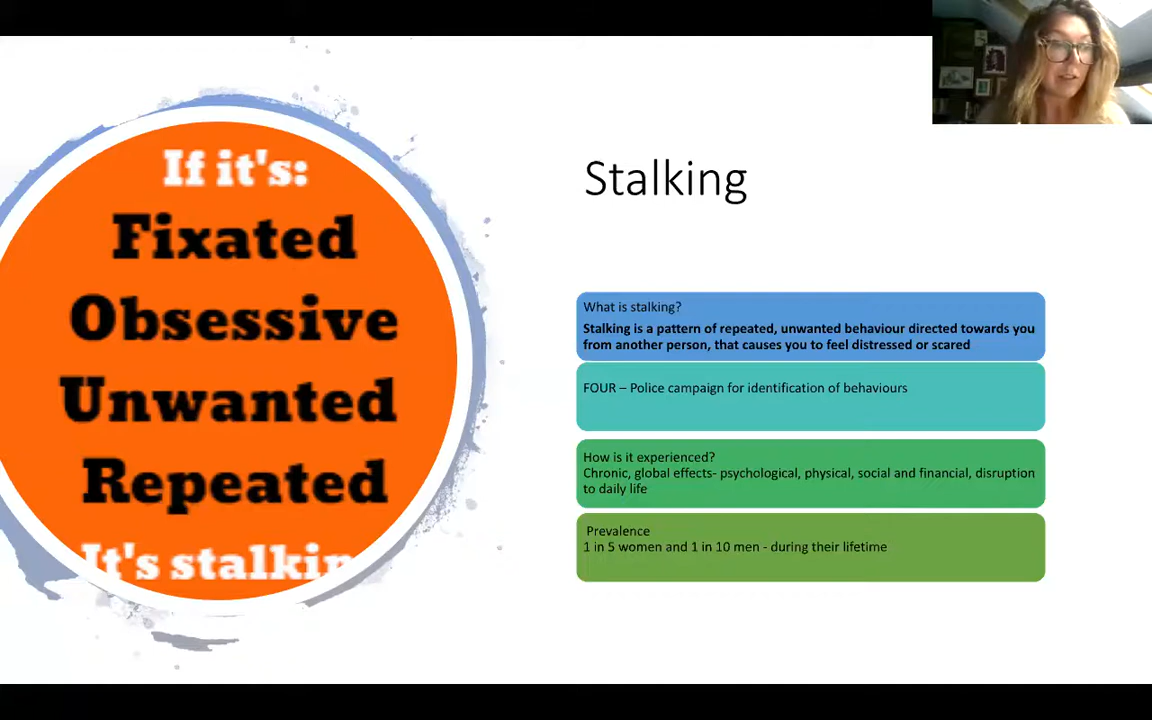 If it's:
Fixated
Obsessive
Unwanted
Repeated
It's stalkin
Stalking
What is stalking?
Stalking is a pattern of repeated, unwanted behaviour directed towards you
from another person, that causes you to feel distressed or scared
FOUR – Police campaign for identification of behaviours
How is it experienced?
Chronic, global effects- psychological, physical, social and financial, disruption
to daily life
Prevalence
1 in 5 women and 1 in 10 men - during their lifetime